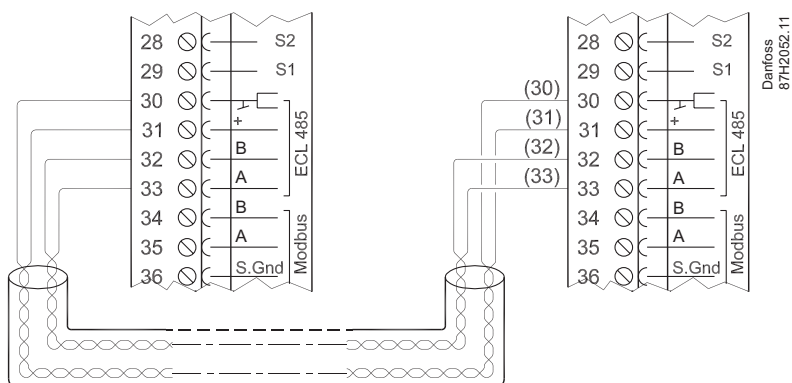 28 S2
29 S1
30
31 +
32 B
33 A
ECL 485
34 B
35 A
36 S.Gnd
Modbus
(30)
(31)
(32)
(33)
28 S2
29 S1
30
31 +
32 B
33 A
ECL 485
34 B
35 A
36 S.Gnd
Modbus
Danfoss
87H2052.11